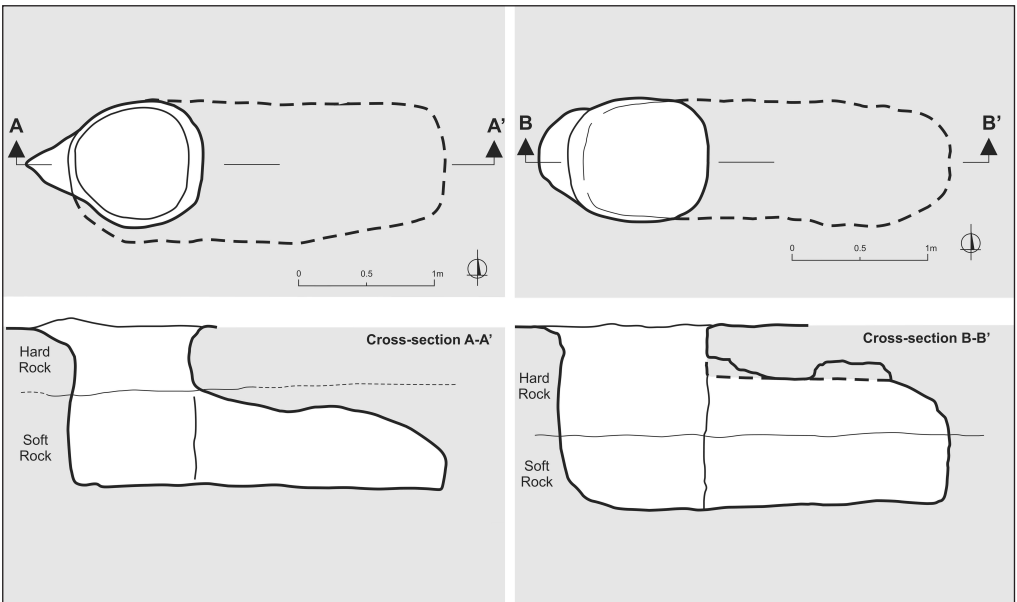 A
A'
0
0.5
1m
B
B'
0
0.5
1m
Cross-section A-A'
Hard
Rock
Soft
Rock
Cross-section B-B'
Hard
Rock
Soft
Rock